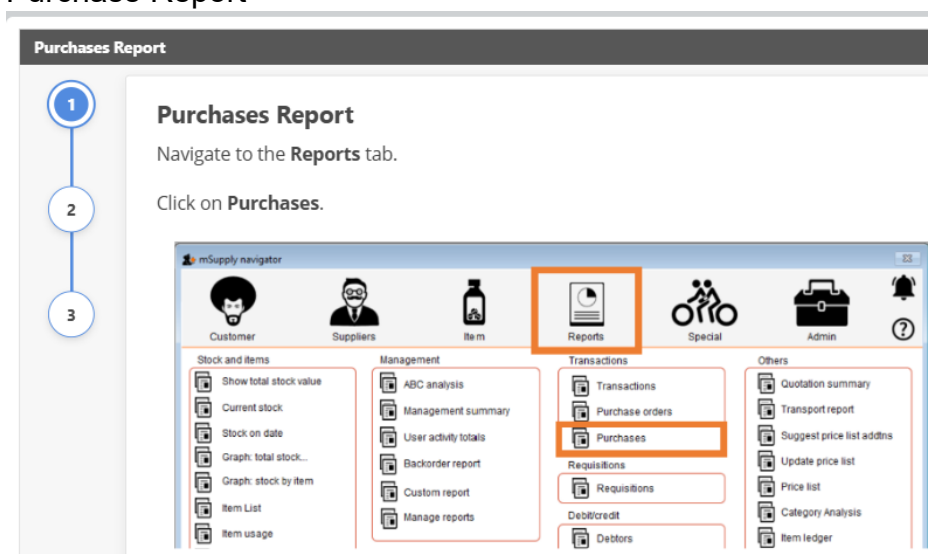 Purchase Report
Purchases Report
1
2
3
Purchases Report
Navigate to the Reports tab.
Click on Purchases.
mSupply navigator
Customer
Suppliers
Item
Reports
Special
Admin
?
Stock and items
Show total stock value
Current stock
Stock on date
Graph: total stock...
Graph: stock by item
Item List
Item usage
Management
ABC analysis
Management summary
User activity totals
Backorder report
Custom report
Manage reports
Transactions
Transactions
Purchase orders
Purchases
Requisitions
Requisitions
Debit/credit
Debtors
Others
Quotation summary
Transport report
Suggest price list addtns
Update price list
Price list
Category Analysis
Item ledger